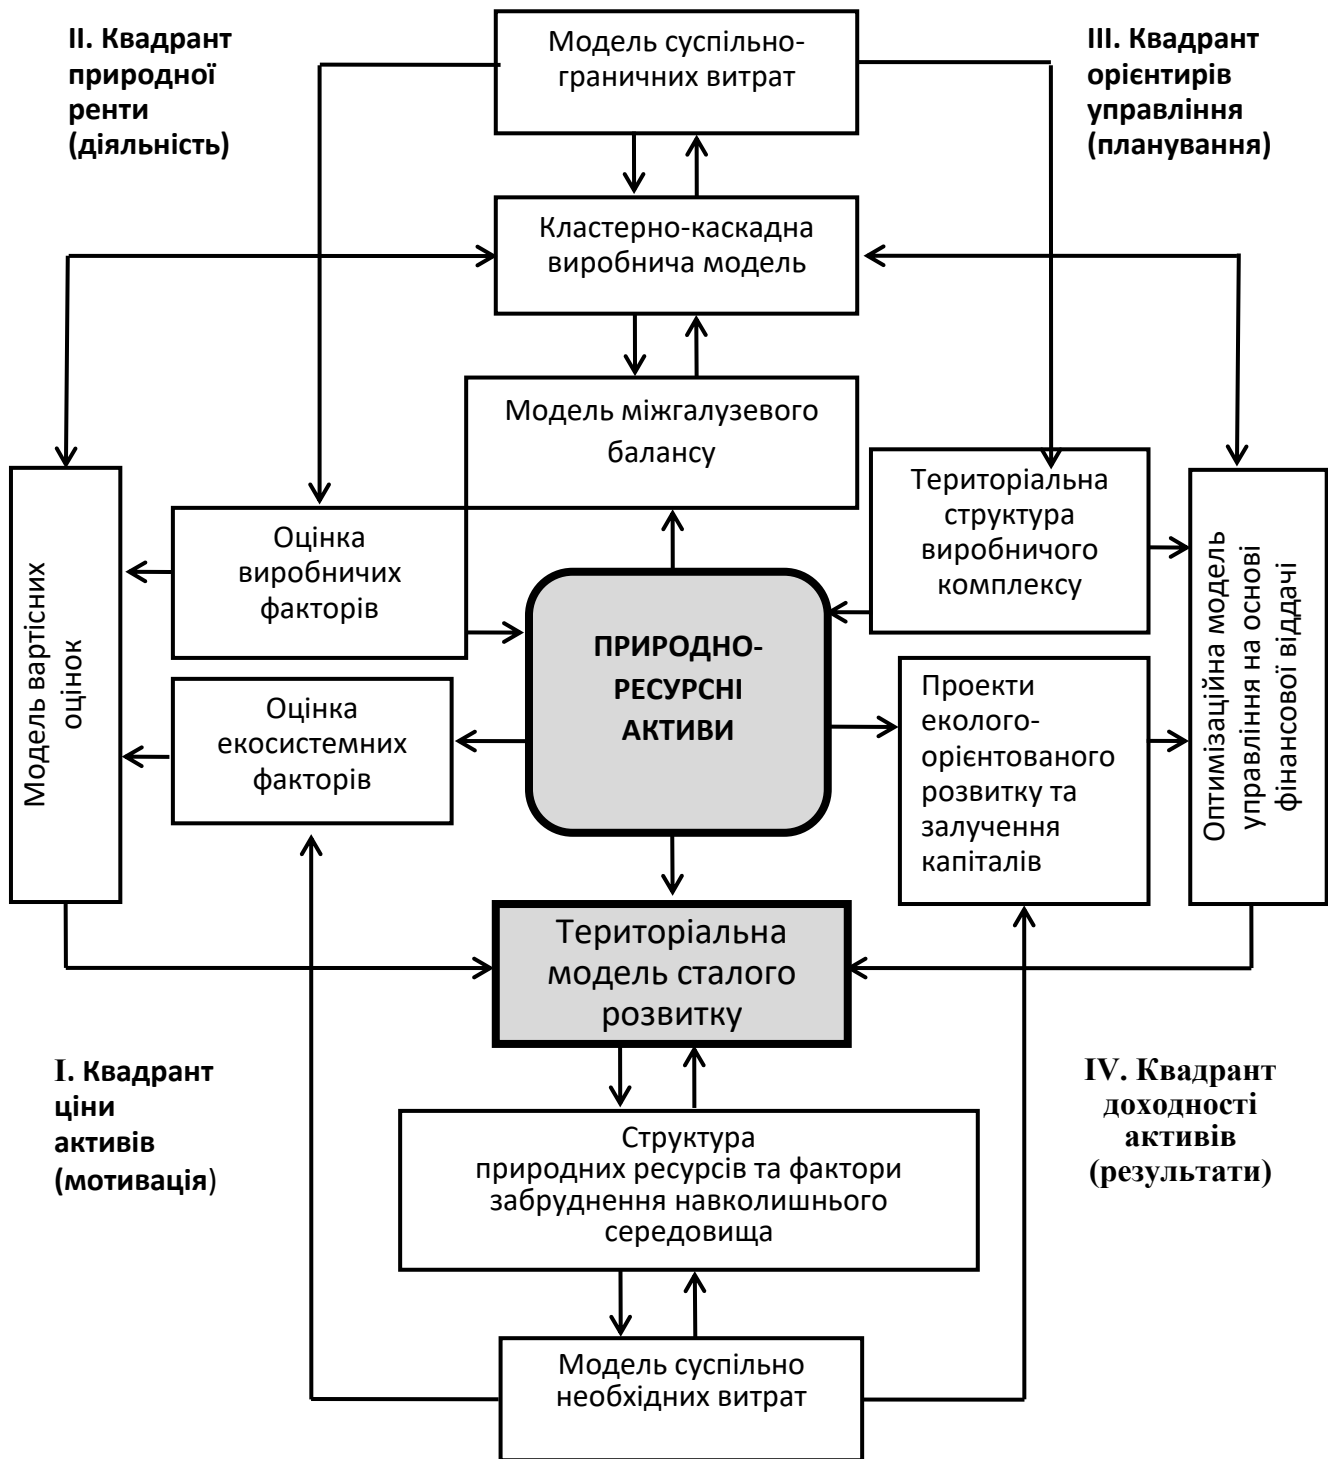 II. Квадрант
природної
ренти
(діяльність)
Модель суспільно-
граничних витрат
III. Квадрант
орієнтирів
управління
(планування)
Кластерно-каскадна
виробнича модель
Модель міжгалузевого
балансу
Модель вартісних
оцінок
Оцінка
виробничих
факторів
Територіальна
структура
виробничого
комплексу
Оптимізаційна модель
управління на основі
фінансової віддачі
ПРИРОДНО-
РЕСУРСНІ
АКТИВИ
Оцінка
екосистемних
факторів
Проекти
еколого-
орієнтованого
розвитку та
залучення
капіталів
Територіальна
модель сталого
розвитку
I. Квадрант
ціни
активів
(мотивація)
IV. Квадрант
доходності
активів
(результати)
Структура
природних ресурсів та фактори
забруднення навколишнього
середовища
Модель суспільно
необхідних витрат